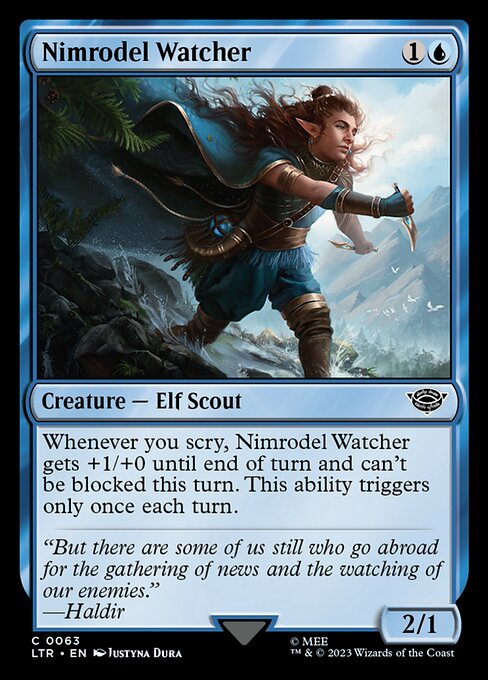 Nimrodel Watcher 1
Creature — Elf Scout
Whenever you scry, Nimrodel Watcher
gets +1/+0 until end of turn and can't
be blocked this turn. This ability triggers
only once each turn.
“But there are some of us still who go abroad
for the gathering of news and the watching of
our enemies.”
—Haldir
2/1
C 0063
LTR • EN Justyna Dura
© MEE
™ & © 2023 Wizards of the Coast